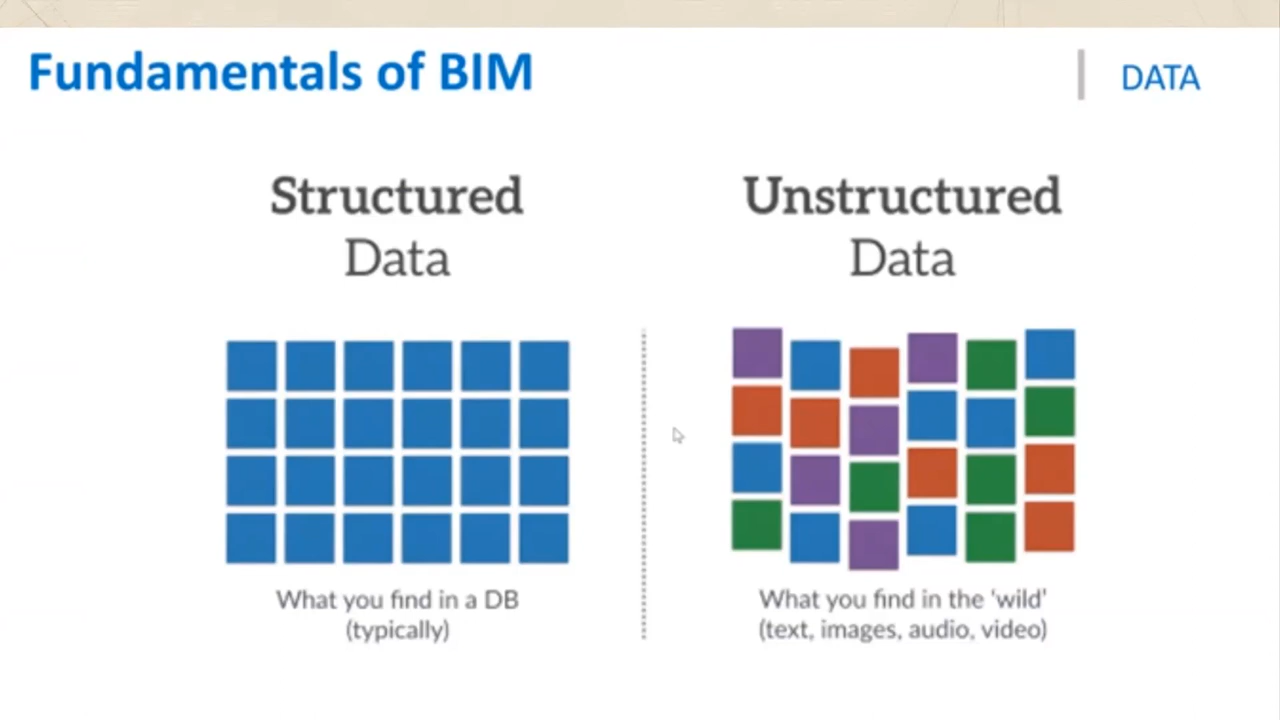 Fundamentals of BIM
DATA
Structured
Data
Unstructured
Data
What you find in a DB
(typically)
What you find in the 'wild'
(text, images, audio, video)